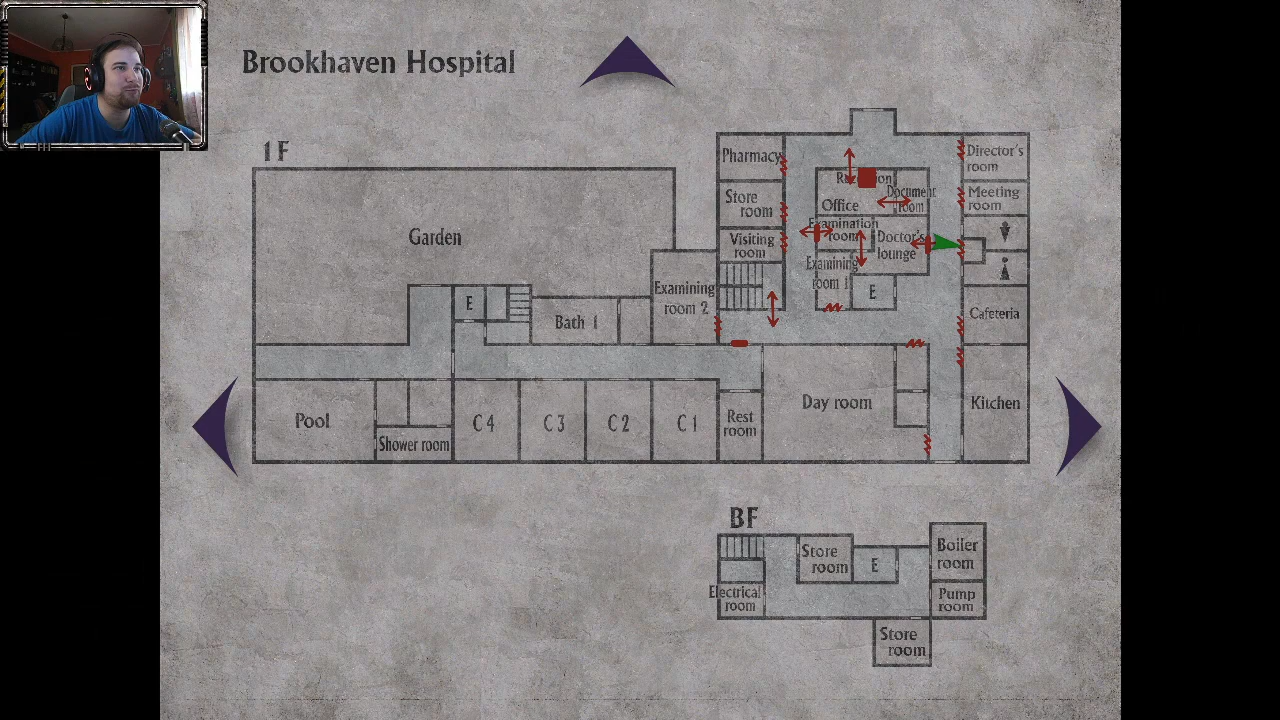 Brookhaven Hospital
1F
Pharmacy
Director's
room
Document
room
Meeting
room
Store
room
Office
Examination
room
Visiting
room
Doctor's
lounge
Garden
Examining
room 1
Examining
room 2
E
E
Bath 1
Cafeteria
Pool
Shower room
C4
C3
C2
C1
Rest
room
Day room
Kitchen
BF
Store
room
E
Boiler
room
Electrical
room
Pump
room
Store
room